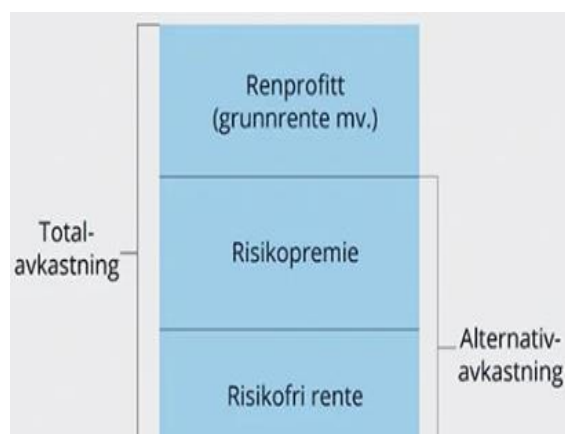 Renprofitt
(grunnrente mv.)
Total-
avkastning
Risikopremie
Alternativ-
avkastning
Risikofri rente